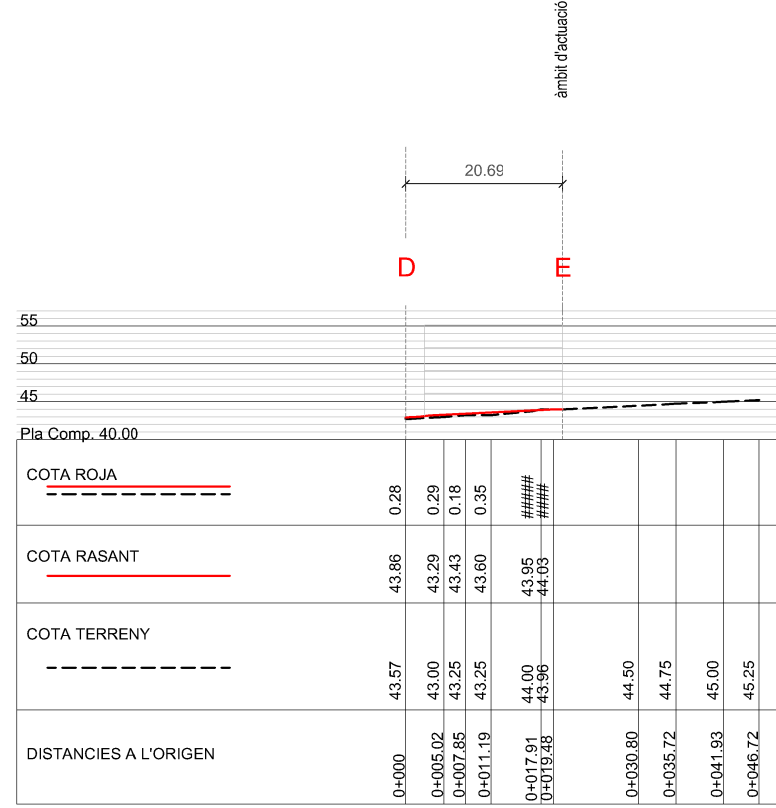 àmbit d'actuació
20.69
D E
55
50
45
Pla Comp. 40.00
COTA ROJA 0.28 0.29 0.18 0.35 ##### ####
COTA RASANT 43.86 43.29 43.43 43.60 43.95 44.03
COTA TERRENY 43.57 43.00 43.25 43.25 44.00 43.96 44.50 44.75 45.00 45.25
DISTANCIES A L'ORIGEN 0+000 0+005.02 0+007.85 0+011.19 0+017.91 0+019.48 0+030.80 0+035.72 0+041.93 0+046.72